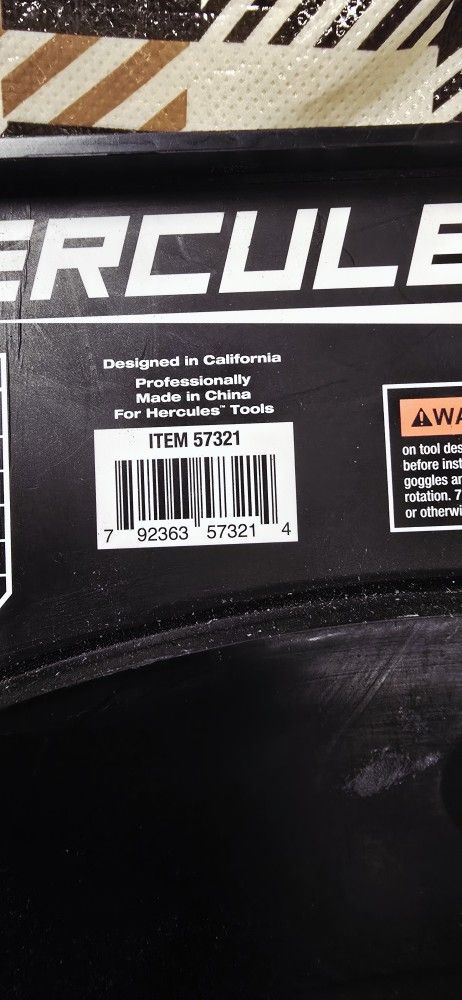 ERCULE
Designed in California
Professionally
Made in China
For Hercules™ Tools
ITEM 57321
7 92363 57321 4
⚠WA
on tool des
before inst
goggles an
rotation. 7
or otherwi